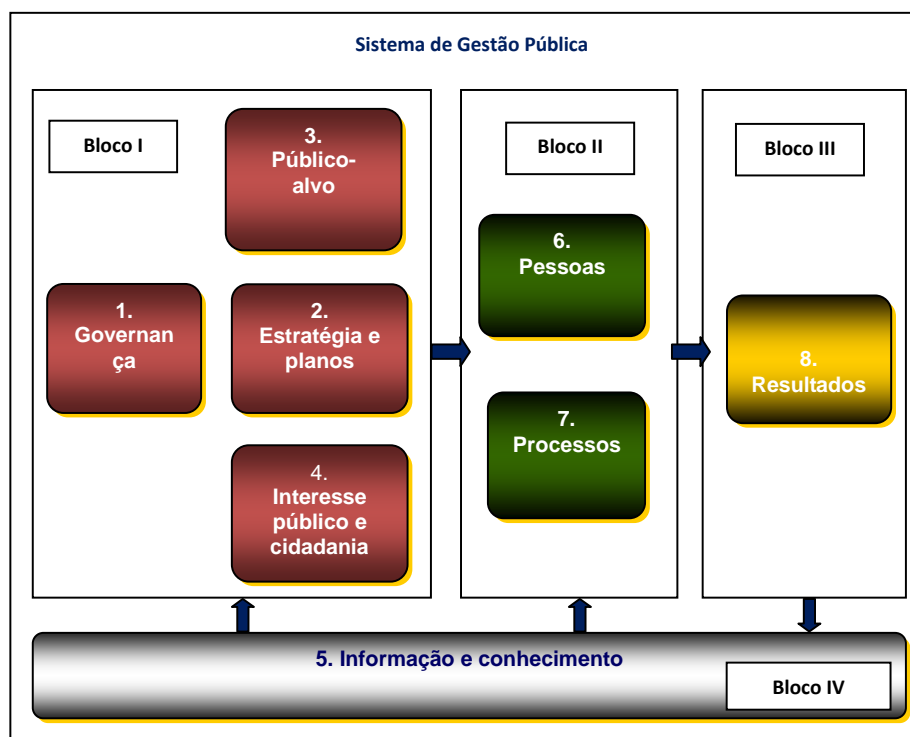 Sistema de Gestão Pública
Bloco I
3.
Público-
alvo
1.
Governan
ça
2.
Estratégia e
planos
4.
Interesse
público e
cidadania
Bloco II
6.
Pessoas
7.
Processos
Bloco III
8.
Resultados
5. Informação e conhecimento
Bloco IV